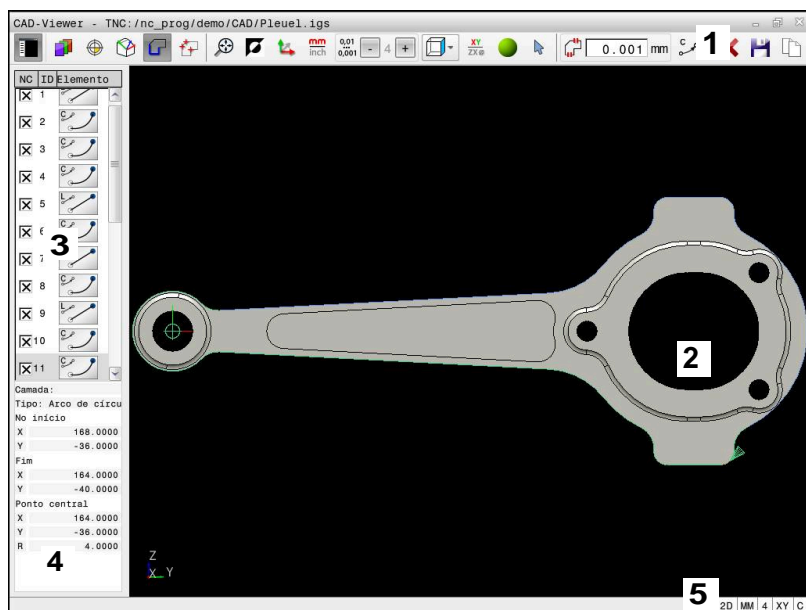 CAD-Viewer - TNC:/nc_prog/demo/CAD/Pleuel.igs
mm
inch
0,01
0,001
- 4 +
XY
ZX
0.001 mm
C
1
NC ID Elemento
1
2 C
3 C
4 C
5 L
6 C
7
8 C
9 L
10 C
11 C
3
2
Camada:
Tipo: Arco de círcu
No início
X 168.0000
Y -36.0000
Fim
X 164.0000
Y -40.0000
Ponto central
X 164.0000
Y -36.0000
R 4.0000
4
Z
X Y
5
2D MM 4 XY C